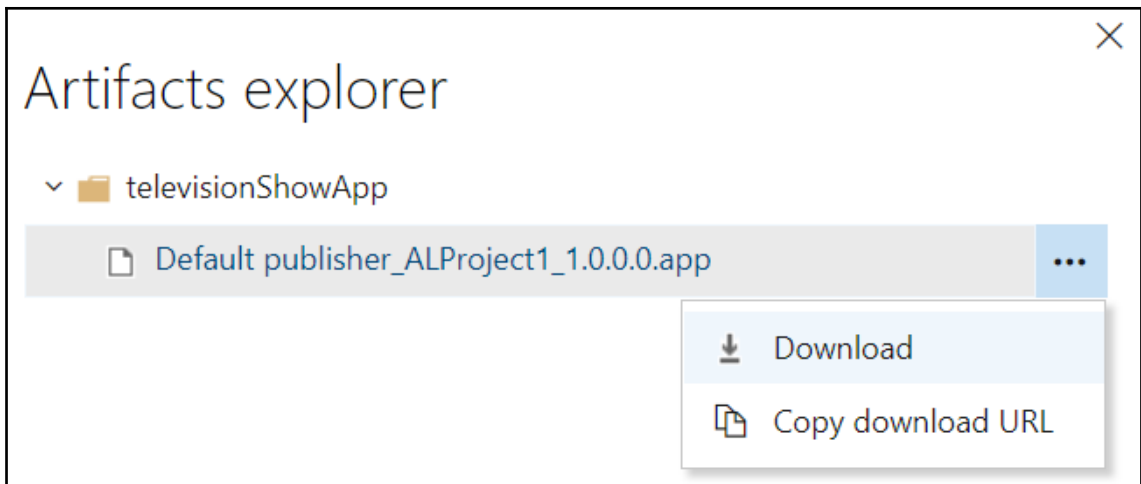 Artifacts explorer
televisionShowApp
Default publisher_ALProject1_1.0.0.0.app
Download
Copy download URL